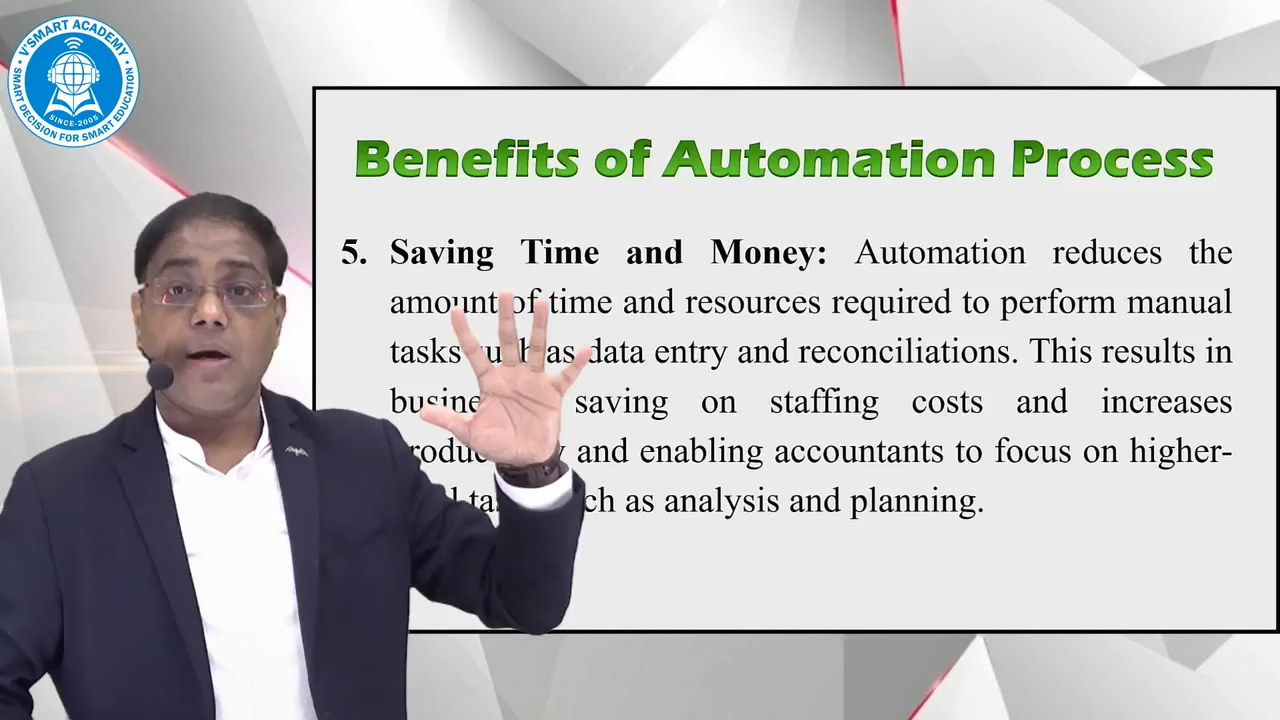 V'SMART ACADEMY
SMART DECISION FOR SMART EDUCATION
SINCE-2005
Benefits of Automation Process
5. Saving Time and Money: Automation reduces the
amount of time and resources required to perform manual
tasks as data entry and reconciliations. This results in
saving on staffing costs and increases
and enabling accountants to focus on higher-
as analysis and planning.